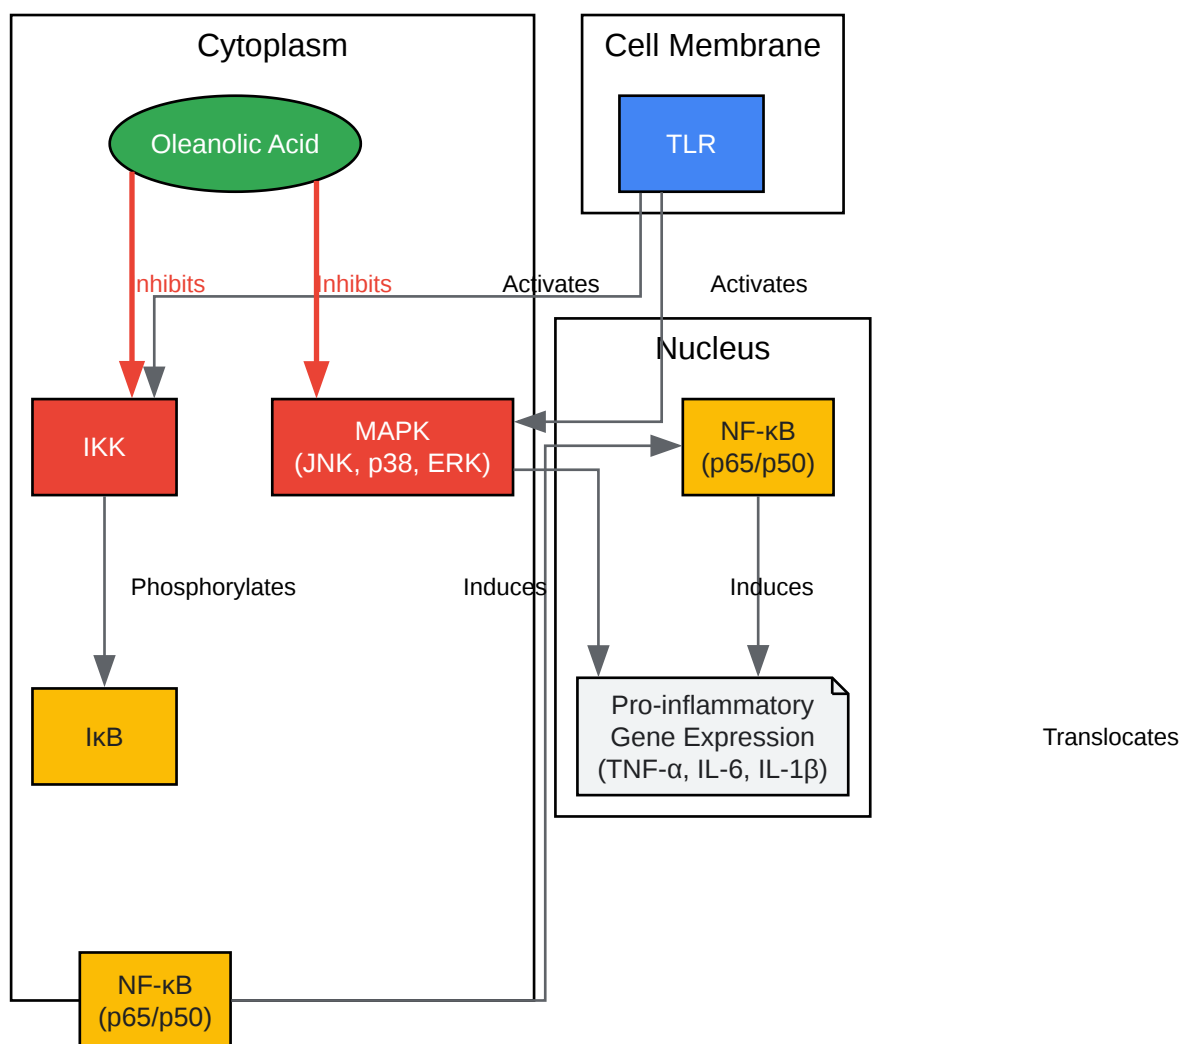 Cytoplasm
Cell Membrane
Oleanolic Acid
TLR
Inhibits
Inhibits
Activates
Activates
Nucleus
IKK
MAPK
(JNK, p38, ERK)
NF-κB
(p65/p50)
Phosphorylates
Induces
Induces
IκB
Pro-inflammatory
Gene Expression
(TNF-α, IL-6, IL-1β)
Translocates
NF-κB
(p65/p50)